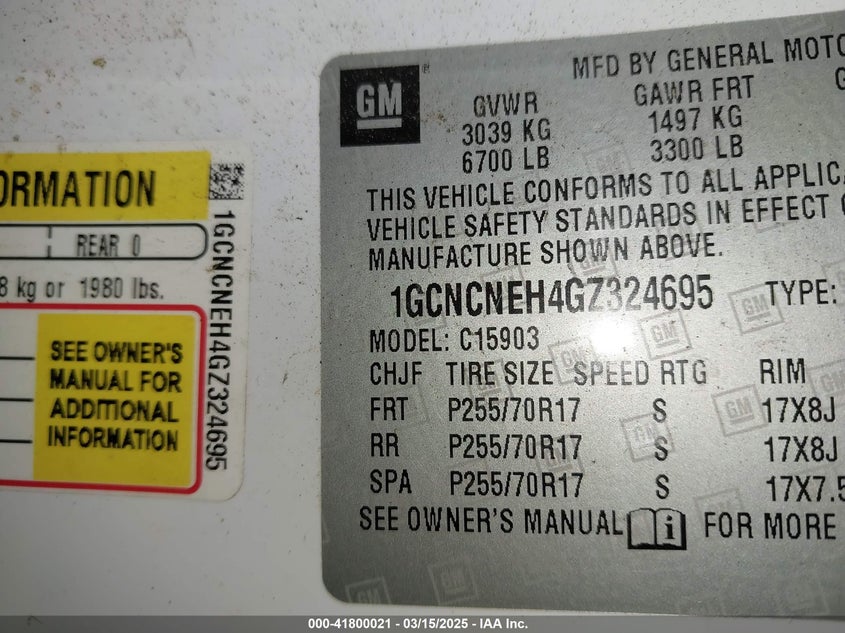 ORMATION
REAR 0
8 kg or 1980 lbs.
SEE OWNER'S
MANUAL FOR
ADDITIONAL
INFORMATION
1GCNCNEH4GZ324695
GM
MFD BY GENERAL MOTO
GVWR GAWR FRT G
3039 KG 1497 KG
6700 LB 3300 LB
THIS VEHICLE CONFORMS TO ALL APPLICA
VEHICLE SAFETY STANDARDS IN EFFECT O
MANUFACTURE SHOWN ABOVE.
1GCNCNEH4GZ324695 TYPE:
MODEL: C15903
CHJF TIRE SIZE SPEED RTG RIM
FRT P255/70R17 S 17X8J
RR P255/70R17 S 17X8J
SPA P255/70R17 S 17X7.5
SEE OWNER'S MANUAL i FOR MORE
000-41800021 - 03/15/2025 - IAA Inc.